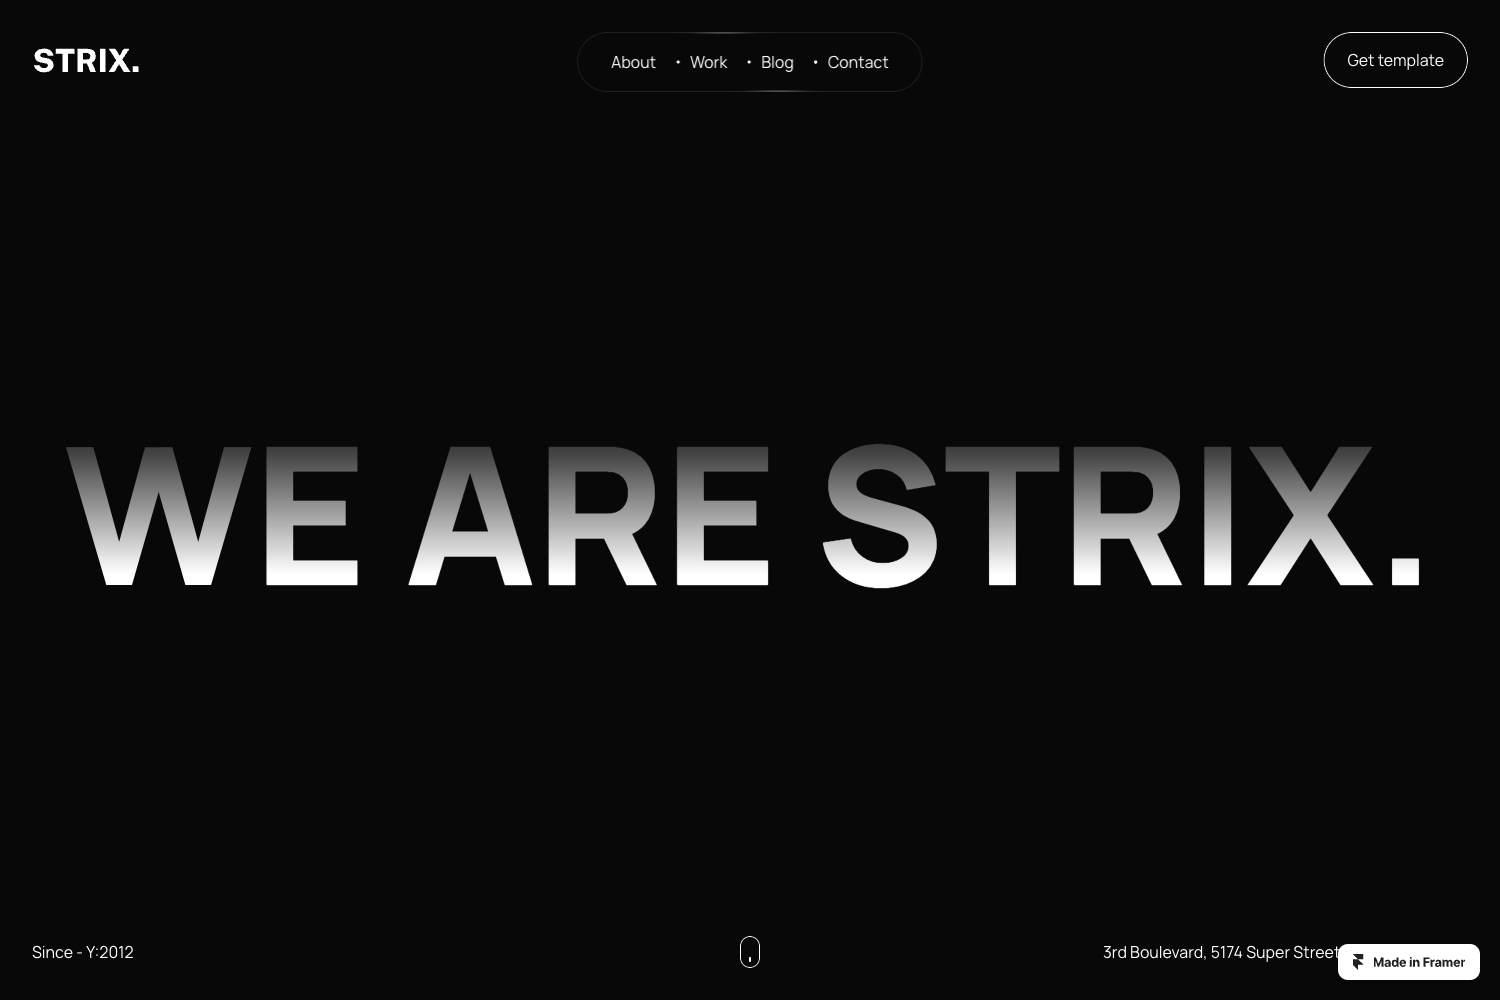 STRIX.
About • Work • Blog • Contact
Get template
WE ARE STRIX.
Since - Y:2012
3rd Boulevard, 5174 Super Street
Made in Framer